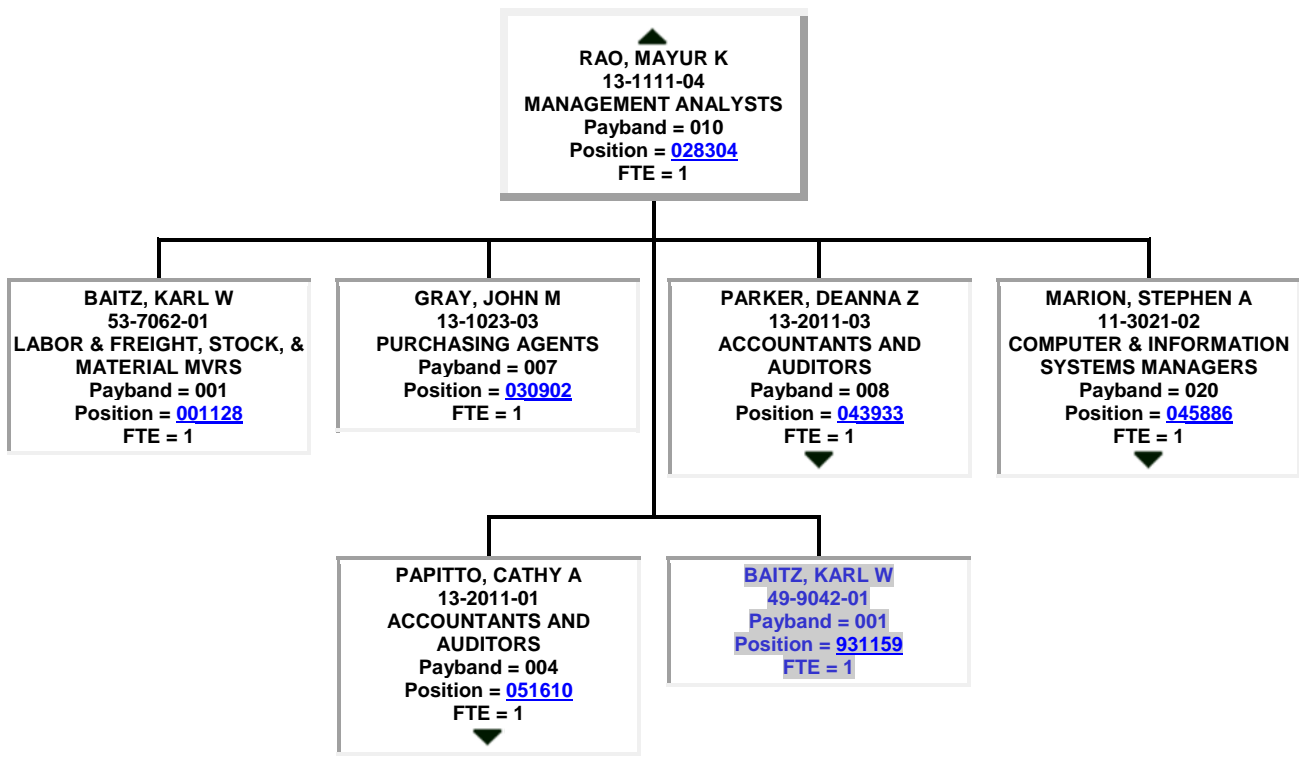 RAO, MAYUR K
13-1111-04
MANAGEMENT ANALYSTS
Payband = 010
Position = 028304
FTE = 1
BAITZ, KARL W
53-7062-01
LABOR & FREIGHT, STOCK, &
MATERIAL MVRS
Payband = 001
Position = 001128
FTE = 1
GRAY, JOHN M
13-1023-03
PURCHASING AGENTS
Payband = 007
Position = 030902
FTE = 1
PARKER, DEANNA Z
13-2011-03
ACCOUNTANTS AND
AUDITORS
Payband = 008
Position = 043933
FTE = 1
MARION, STEPHEN A
11-3021-02
COMPUTER & INFORMATION
SYSTEMS MANAGERS
Payband = 020
Position = 045886
FTE = 1
PAPITTO, CATHY A
13-2011-01
ACCOUNTANTS AND
AUDITORS
Payband = 004
Position = 051610
FTE = 1
BAITZ, KARL W
49-9042-01
Payband = 001
Position = 931159
FTE = 1